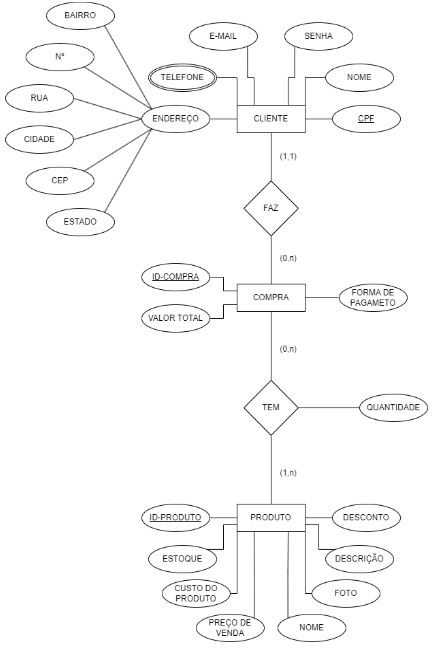 BAIRRO
E-MAIL
SENHA
Nº
TELEFONE
NOME
RUA
ENDEREÇO
CLIENTE
CPF
CIDADE
(1,1)
CEP
FAZ
ESTADO
(0,n)
ID-COMPRA
COMPRA
FORMA DE
PAGAMETO
VALOR TOTAL
(0,n)
TEM
QUANTIDADE
(1,n)
ID-PRODUTO
PRODUTO
DESCONTO
ESTOQUE
DESCRIÇÃO
CUSTO DO
PRODUTO
FOTO
PREÇO DE
VENDA
NOME